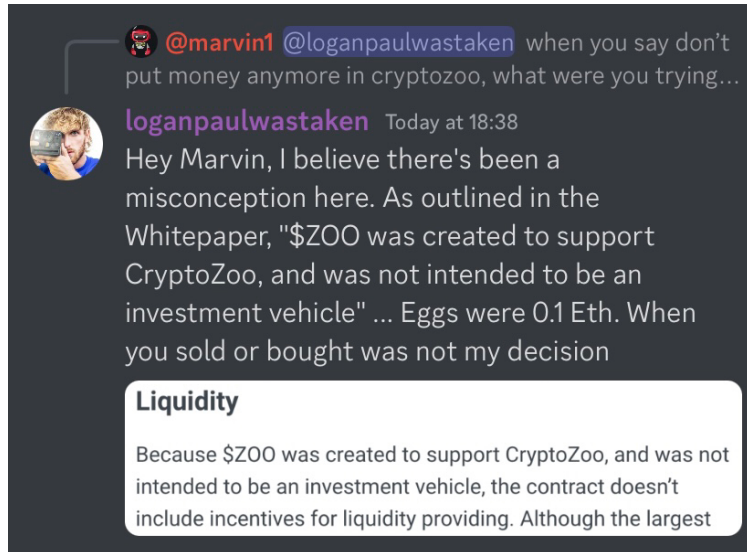 @marvin1 @loganpaulwastaken when you say don’t
put money anymore in cryptozoo, what were you trying...
loganpaulwastaken Today at 18:38
Hey Marvin, I believe there's been a
misconception here. As outlined in the
Whitepaper, "$ZOO was created to support
CryptoZoo, and was not intended to be an
investment vehicle" ... Eggs were 0.1 Eth. When
you sold or bought was not my decision
Liquidity
Because $ZOO was created to support CryptoZoo, and was not
intended to be an investment vehicle, the contract doesn’t
include incentives for liquidity providing. Although the largest